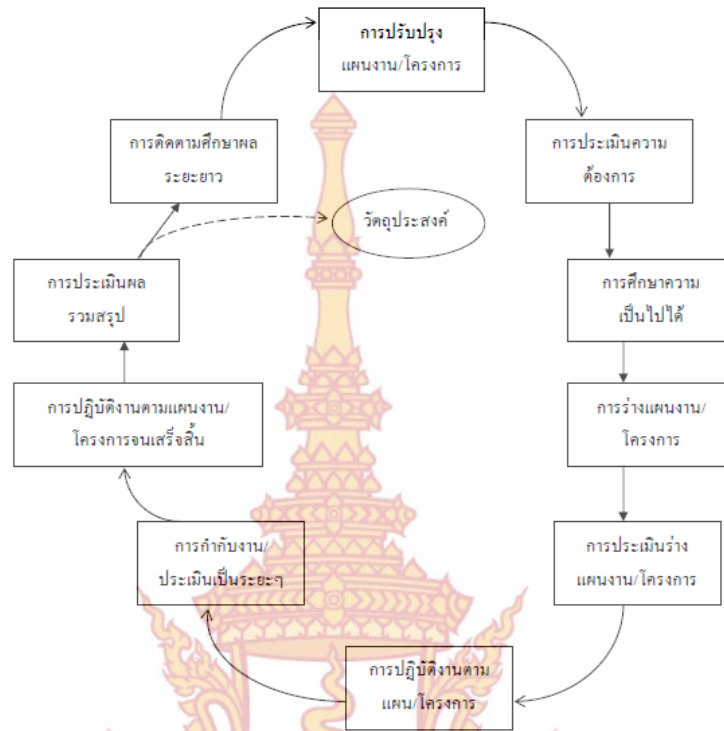 การปรับปรุง
แผนงาน/โครงการ
การประเมินความ
ต้องการ
การศึกษาความ
เป็นไปได้
การร่างแผนงาน/
โครงการ
การประเมินร่าง
แผนงาน/โครงการ
การปฏิบัติงานตาม
แผน/โครงการ
การกำกับงาน/
ประเมินเป็นระยะๆ
การปฏิบัติงานตามแผนงาน/
โครงการจนเสร็จสิ้น
การประเมินผล
รวมสรุป
การติดตามศึกษาผล
ระยะยาว
วัตถุประสงค์